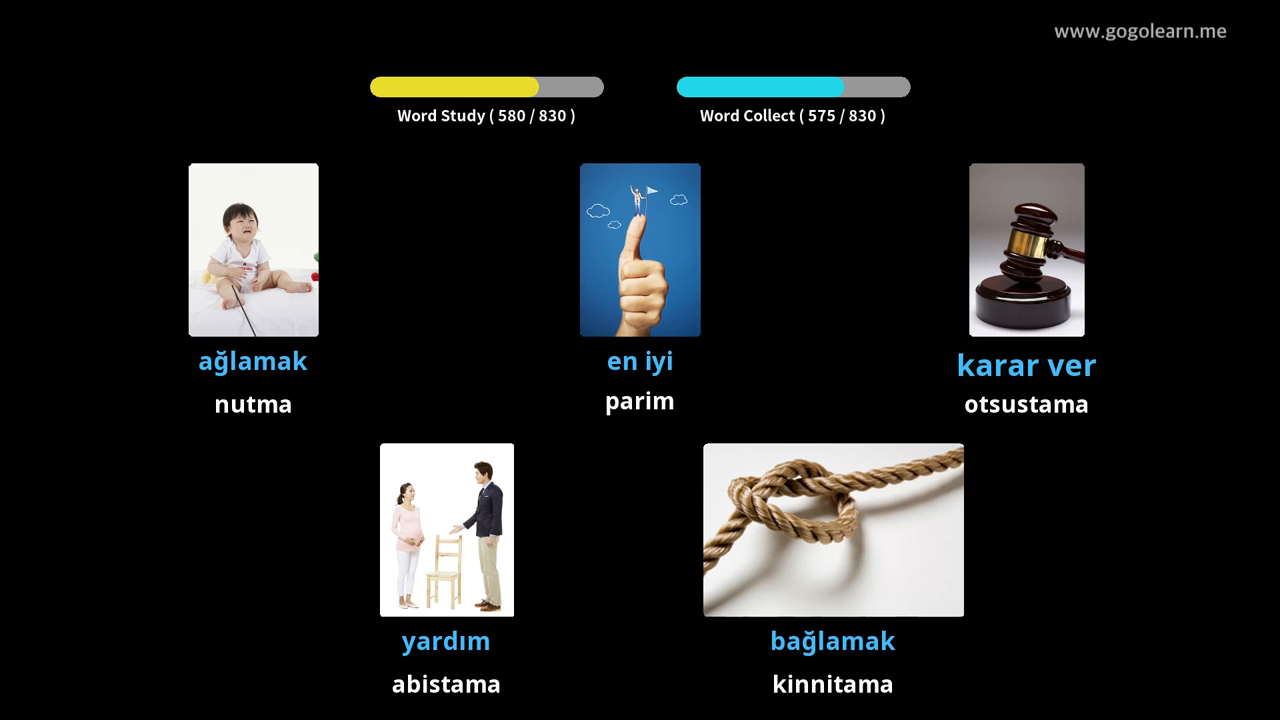 www.gogolearn.me
Word Study ( 580 / 830 )
Word Collect ( 575 / 830 )
ağlamak
nutma
en iyi
parim
karar ver
otsustama
yardım
abistama
bağlamak
kinnitama